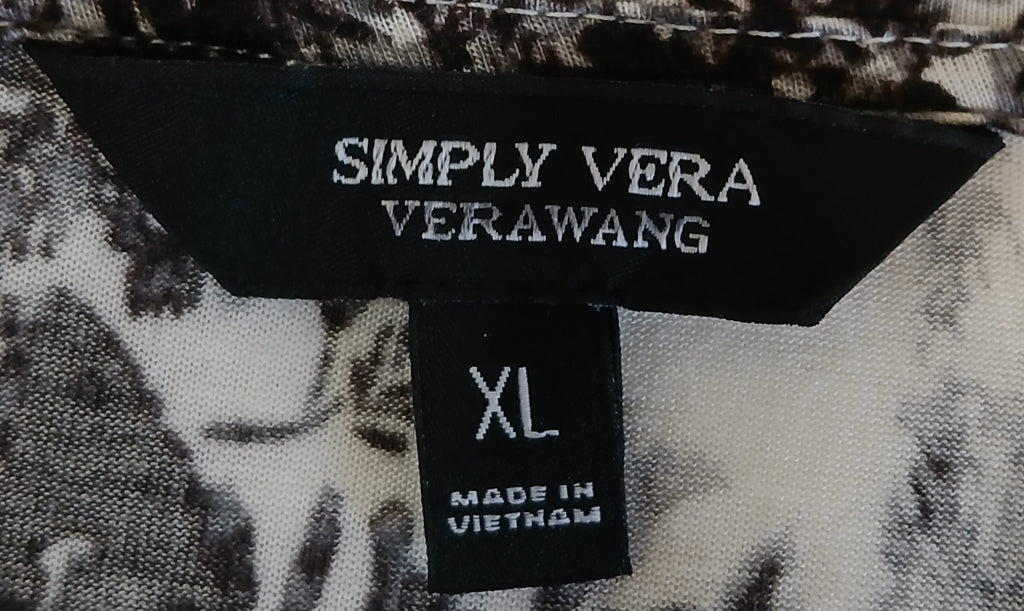 SIMPLY VERA
VERAWANG
XL
MADE IN
VIETNAM